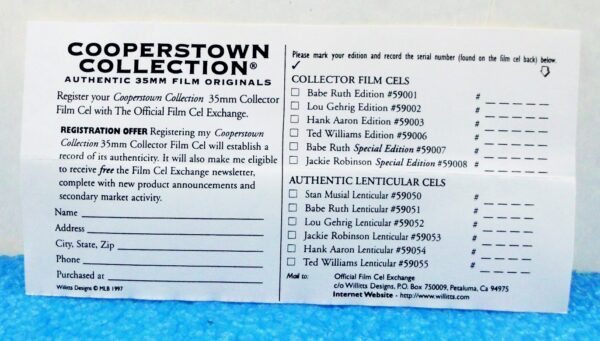 COOPERSTOWN
COLLECTION®
AUTHENTIC 35MM FILM ORIGINALS
Register your Cooperstown Collection 35mm Collector
Film Cel with The Official Film Cel Exchange.
REGISTRATION OFFER Registering my Cooperstown
Collection 35mm Collector Film Cel will establish a
record of its authenticity. It will also make me eligible
to receive free the Film Cel Exchange newsletter,
complete with new product announcements and
secondary market activity.
Name
Address
City, State, Zip
Phone
Purchased at
Willitts Designs © MLB 1997
Please mark your edition and record the serial number (found on the film cel back) below.
✓
COLLECTOR FILM CELS #
☐ Babe Ruth Edition #59001 #
☐ Lou Gehrig Edition #59002 #
☐ Hank Aaron Edition #59003 #
☐ Ted Williams Edition #59006 #
☐ Babe Ruth Special Edition #59007 #
☐ Jackie Robinson Special Edition #59008 #
AUTHENTIC LENTICULAR CELS
☐ Stan Musial Lenticular #59050 #
☐ Babe Ruth Lenticular #59051 #
☐ Lou Gehrig Lenticular #59052 #
☐ Jackie Robinson Lenticular #59053 #
☐ Hank Aaron Lenticular #59054 #
☐ Ted Williams Lenticular #59055 #
Mail to: Official Film Cel Exchange
c/o Willitts Designs, P.O. Box 750009, Petaluma, Ca 94975
Internet Website - http://www.willitts.com